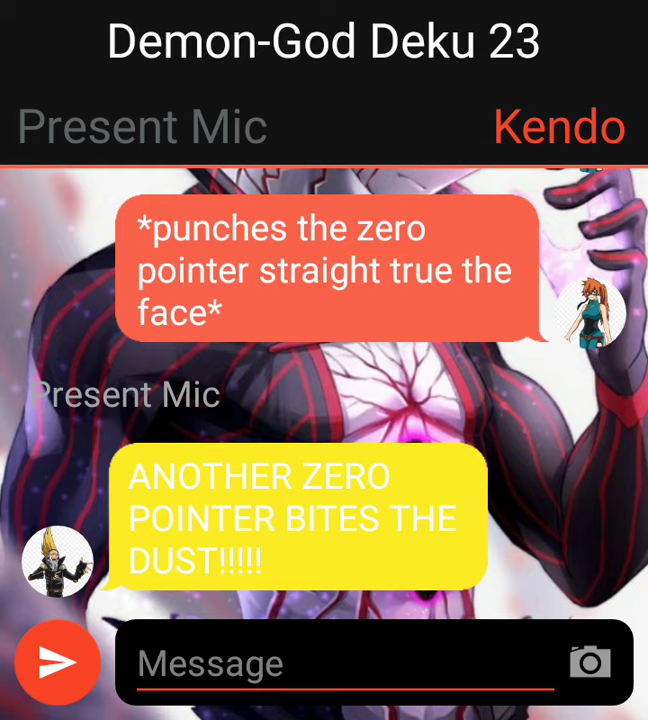 Demon-God Deku 23
Present Mic
Kendo
*punches the zero
pointer straight true the
face*
Present Mic
ANOTHER ZERO
POINTER BITES THE
DUST!!!!!
Message